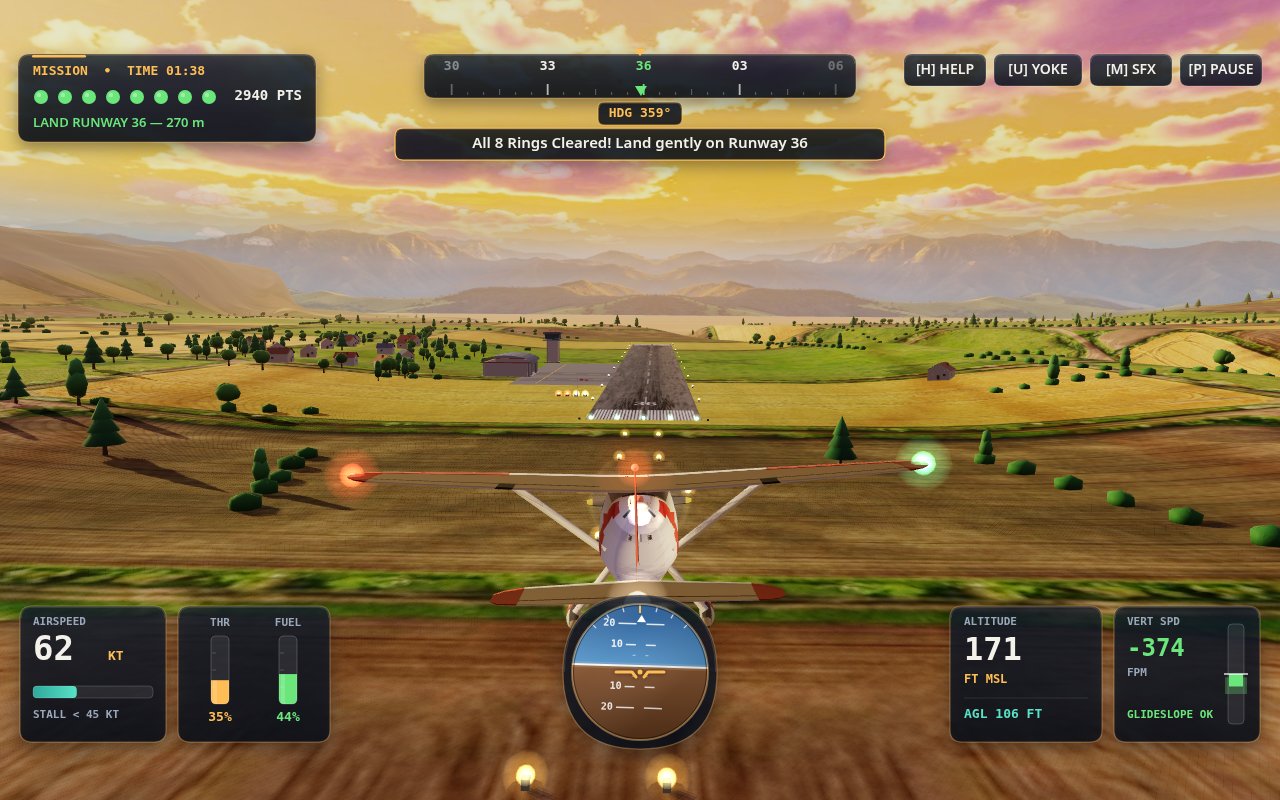 MISSION • TIME 01:38
2940 PTS
LAND RUNWAY 36 — 270 m
30 33 36 03 06
HDG 359°
All 8 Rings Cleared! Land gently on Runway 36
[H] HELP
[U] YOKE
[M] SFX
[P] PAUSE
AIRSPEED
62 KT
STALL < 45 KT
THR FUEL
35% 44%
20
10
10
20
ALTITUDE
171
FT MSL
AGL 106 FT
VERT SPD
-374
FPM
GLIDESLOPE OK